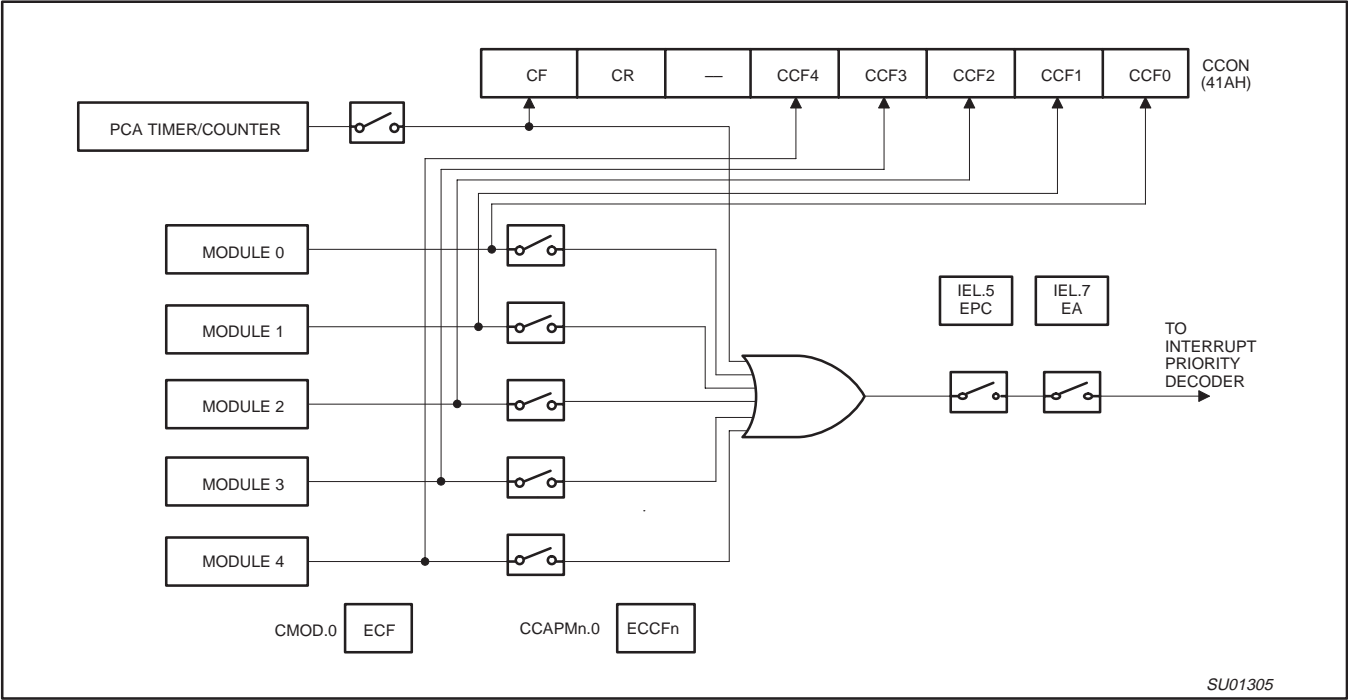 CF CR — CCF4 CCF3 CCF2 CCF1 CCF0
CCON
(41AH)
PCA TIMER/COUNTER
MODULE 0
MODULE 1
MODULE 2
MODULE 3
MODULE 4
IEL.5
EPC
IEL.7
EA
TO
INTERRUPT
PRIORITY
DECODER
CMOD.0 ECF
CCAPMn.0 ECCFn
SU01305